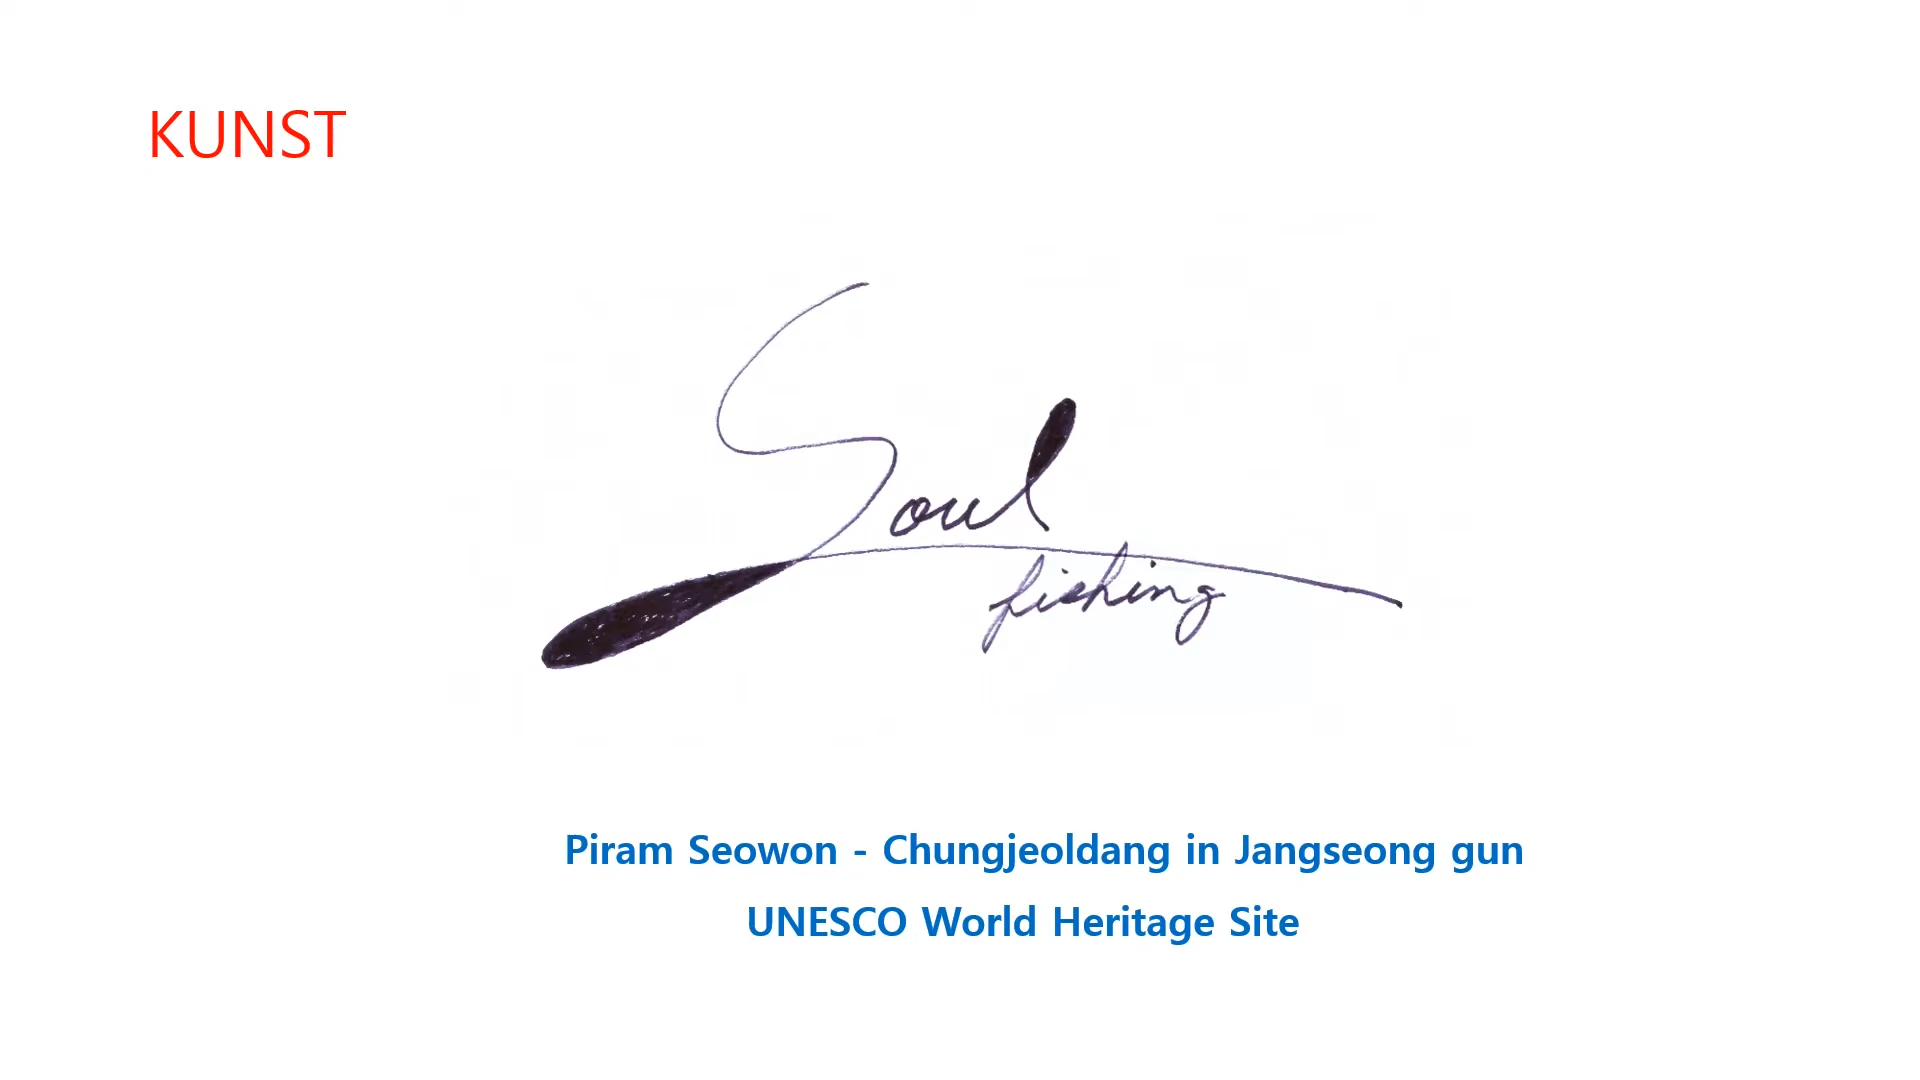 KUNST
Soul
fishing
Piram Seowon - Chungjeoldang in Jangseong gun
UNESCO World Heritage Site